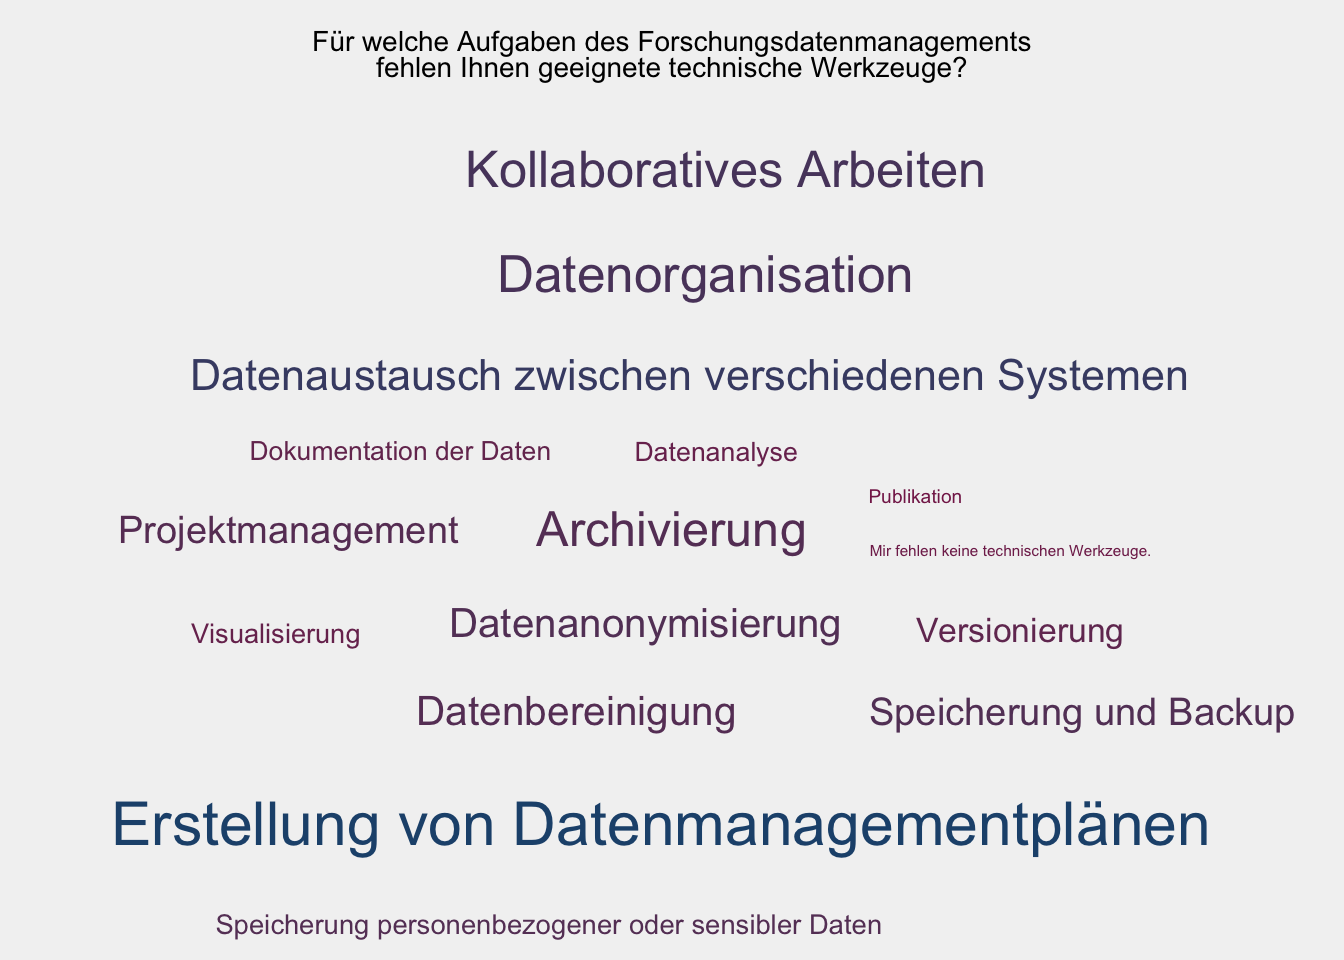 Für welche Aufgaben des Forschungsdatenmanagements
fehlen Ihnen geeignete technische Werkzeuge?
Kollaboratives Arbeiten
Datenorganisation
Datenaustausch zwischen verschiedenen Systemen
Dokumentation der Daten
Datenanalyse
Publikation
Projektmanagement
Archivierung
Mir fehlen keine technischen Werkzeuge.
Visualisierung
Datenanonymisierung
Versionierung
Datenbereinigung
Speicherung und Backup
Erstellung von Datenmanagementplänen
Speicherung personenbezogener oder sensibler Daten